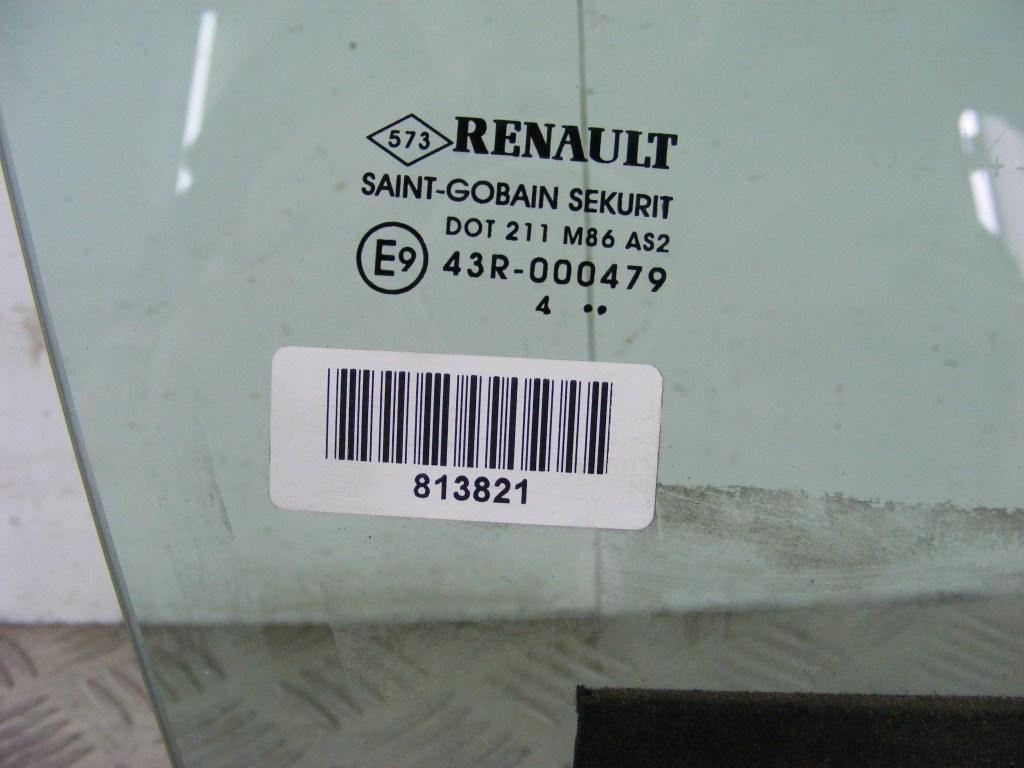 573 RENAULT
SAINT-GOBAIN SEKURIT
DOT 211 M86 AS2
E9 43R-000479
4 ..
813821